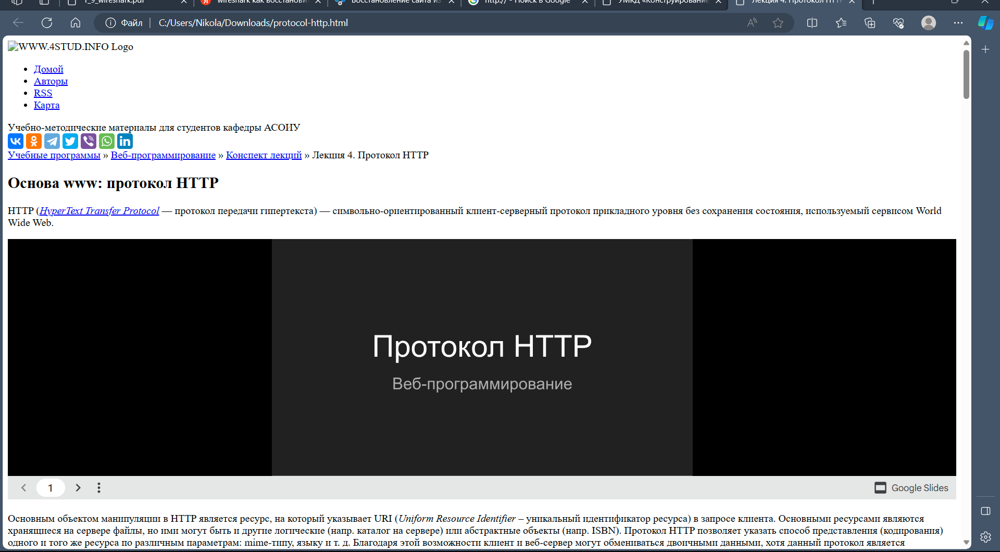 1_9_wireshark.pdf
wireshark как восстанови
Восстановление сайта из
http:// - Поиск в Google
УМКД «Конструирование
Лекция 4. Протокол HTTP
Файл
C:/Users/Nikola/Downloads/protocol-http.html
WWW.4STUD.INFO Logo
Домой
Авторы
RSS
Карта
Учебно-методические материалы для студентов кафедры АСОИУ
Учебные программы » Веб-программирование » Конспект лекций » Лекция 4. Протокол HTTP
Основа www: протокол HTTP
HTTP (HyperText Transfer Protocol — протокол передачи гипертекста) — символьно-ориентированный клиент-серверный протокол прикладного уровня без сохранения состояния, используемый сервисом World
Wide Web.
Протокол HTTP
Веб-программирование
1
Google Slides
Основным объектом манипуляции в HTTP является ресурс, на который указывает URI (Uniform Resource Identifier – уникальный идентификатор ресурса) в запросе клиента. Основными ресурсами являются
хранящиеся на сервере файлы, но ими могут быть и другие логические (напр. каталог на сервере) или абстрактные объекты (напр. ISBN). Протокол HTTP позволяет указать способ представления (кодирования)
одного и того же ресурса по различным параметрам: mime-типу, языку и т. д. Благодаря этой возможности клиент и веб-сервер могут обмениваться двоичными данными, хотя данный протокол является